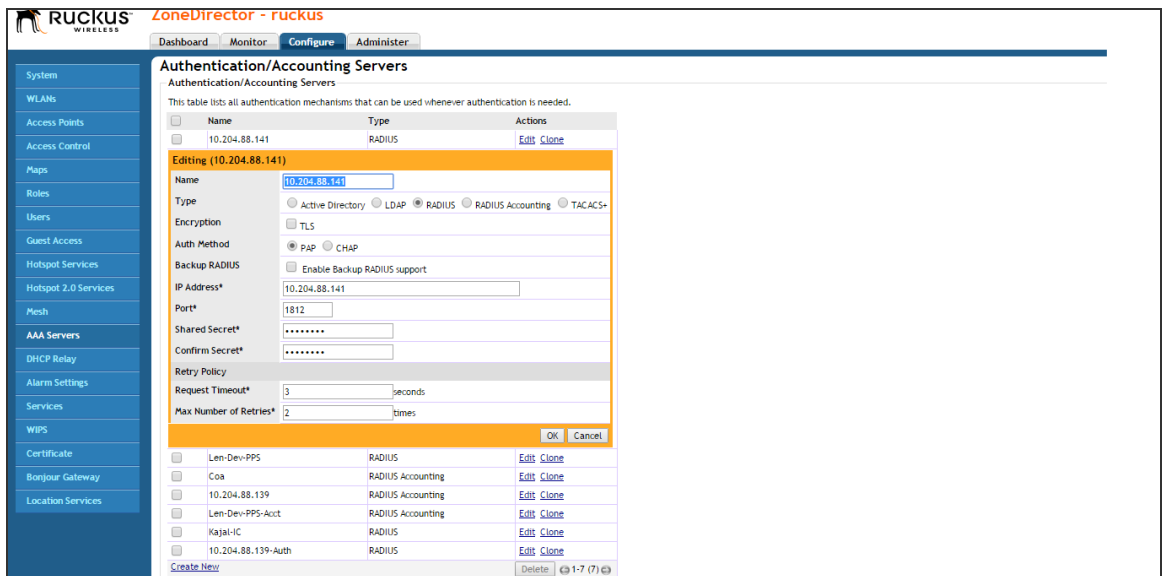 RUCKUS
WIRELESS
ZoneDirector - ruckus
Dashboard Monitor Configure Administer
System
WLANs
Access Points
Access Control
Maps
Roles
Users
Guest Access
Hotspot Services
Hotspot 2.0 Services
Mesh
AAA Servers
DHCP Relay
Alarm Settings
Services
WIPS
Certificate
Bonjour Gateway
Location Services
Authentication/Accounting Servers
Authentication/Accounting Servers
This table lists all authentication mechanisms that can be used whenever authentication is needed.
Name Type Actions
10.204.88.141 RADIUS Edit Clone
Editing (10.204.88.141)
Name 10.204.88.141
Type Active Directory LDAP RADIUS RADIUS Accounting TACACS+
Encryption TLS
Auth Method PAP CHAP
Backup RADIUS Enable Backup RADIUS support
IP Address* 10.204.88.141
Port* 1812
Shared Secret* ••••••••
Confirm Secret* ••••••••
Retry Policy
Request Timeout* 3 seconds
Max Number of Retries* 2 times
OK Cancel
Len-Dev-PPS RADIUS Edit Clone
Coa RADIUS Accounting Edit Clone
10.204.88.139 RADIUS Accounting Edit Clone
Len-Dev-PPS-Acct RADIUS Accounting Edit Clone
Kajal-IC RADIUS Edit Clone
10.204.88.139-Auth RADIUS Edit Clone
Create New Delete 1-7 (7)